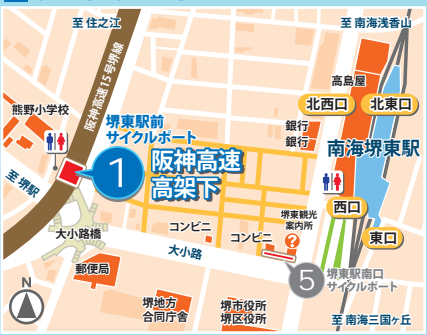 至 住之江
至 南海浅香山
阪神高速15号堺線
高島屋
熊野小学校
北西口
北東口
堺東駅前
サイクルポート
銀行
銀行
南海堺東駅
1
阪神高速
高架下
至 堺駅
西口
堺東観光
案内所
?
東口
大小路橋
コンビニ
コンビニ
大小路
5
堺東駅南口
サイクルポート
郵便局
N
堺地方
合同庁舎
堺市役所
堺区役所
至 南海三国ヶ丘